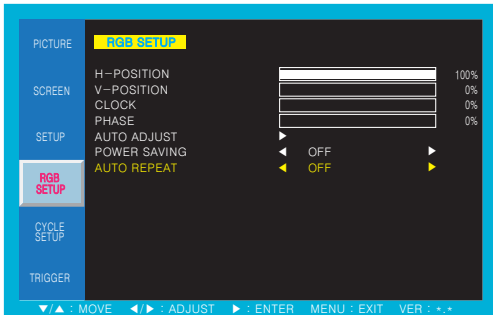 PICTURE
SCREEN
SETUP
RGB
SETUP
CYCLE
SETUP
TRIGGER
RGB SETUP
H-POSITION 100%
V-POSITION 0%
CLOCK 0%
PHASE 0%
AUTO ADJUST ▶
POWER SAVING ◀ OFF ▶
AUTO REPEAT ◀ OFF ▶
▼/▲ : MOVE ◀/▶ : ADJUST ▶ : ENTER MENU : EXIT VER : *.*